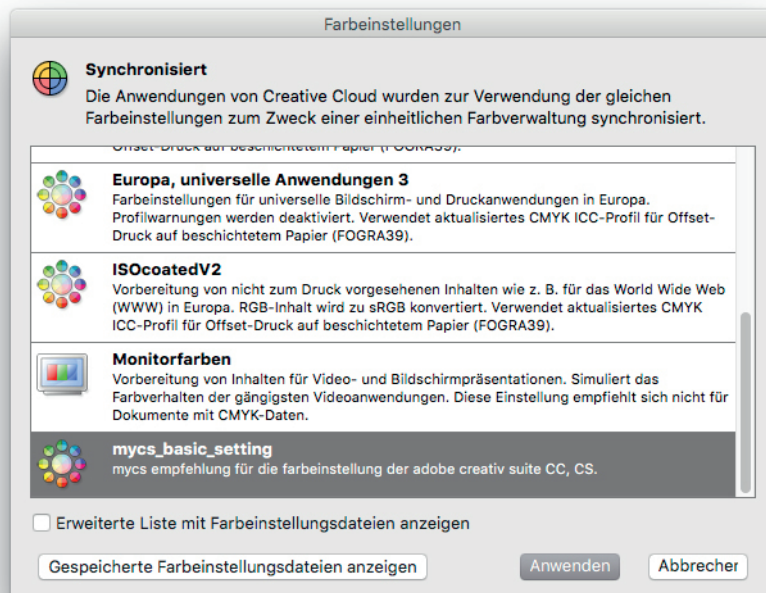 Farbeinstellungen
Synchronisiert
Die Anwendungen von Creative Cloud wurden zur Verwendung der gleichen
Farbeinstellungen zum Zweck einer einheitlichen Farbverwaltung synchronisiert.
Offset-Druck auf beschichtetem Papier (FOGRA39).
Europa, universelle Anwendungen 3
Farbeinstellungen für universelle Bildschirm- und Druckanwendungen in Europa.
Profilwarnungen werden deaktiviert. Verwendet aktualisiertes CMYK ICC-Profil für Offset-
Druck auf beschichtetem Papier (FOGRA39).
ISOcoatedV2
Vorbereitung von nicht zum Druck vorgesehenen Inhalten wie z. B. für das World Wide Web
(WWW) in Europa. RGB-Inhalt wird zu sRGB konvertiert. Verwendet aktualisiertes CMYK
ICC-Profil für Offset-Druck auf beschichtetem Papier (FOGRA39).
Monitorfarben
Vorbereitung von Inhalten für Video- und Bildschirmpräsentationen. Simuliert das
Farbverhalten der gängigsten Videoanwendungen. Diese Einstellung empfiehlt sich nicht für
Dokumente mit CMYK-Daten.
mycs_basic_setting
mycs empfehlung für die farbeinstellung der adobe creativ suite CC, CS.
Erweiterte Liste mit Farbeinstellungsdateien anzeigen
Gespeicherte Farbeinstellungsdateien anzeigen
Anwenden
Abbrecher